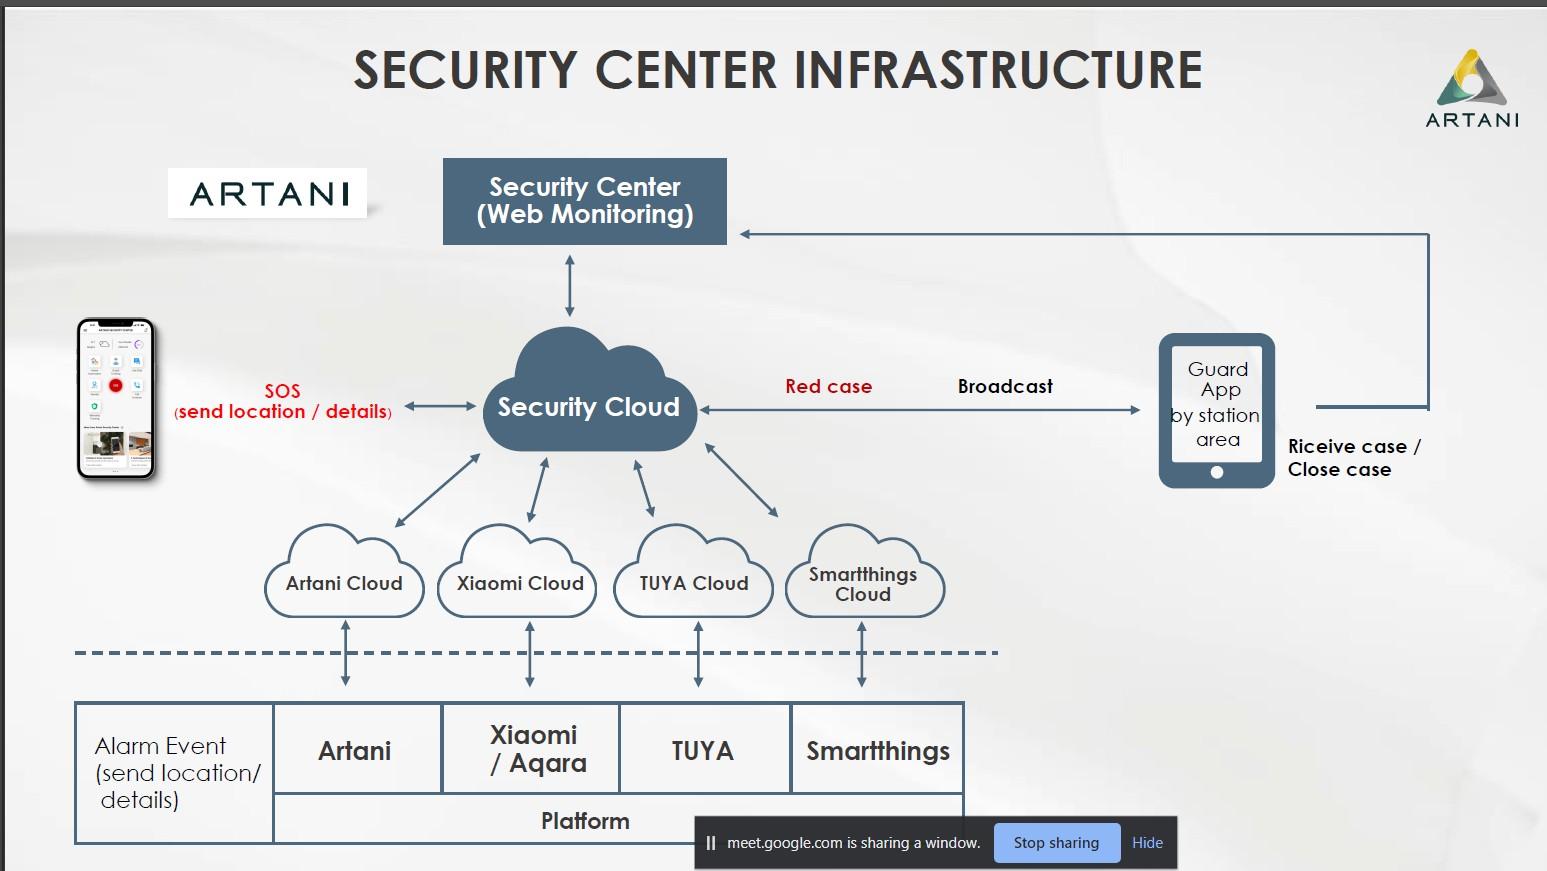 SECURITY CENTER INFRASTRUCTURE
ARTANI
ARTANI
Security Center
(Web Monitoring)
SOS
(send location / details)
Security Cloud
Red case
Broadcast
Guard
App
by station
area
Riceive case /
Close case
Artani Cloud
Xiaomi Cloud
TUYA Cloud
Smartthings
Cloud
Alarm Event
(send location/
details)
Artani
Xiaomi
/ Aqara
TUYA
Smartthings
Platform
meet.google.com is sharing a window.
Stop sharing
Hide